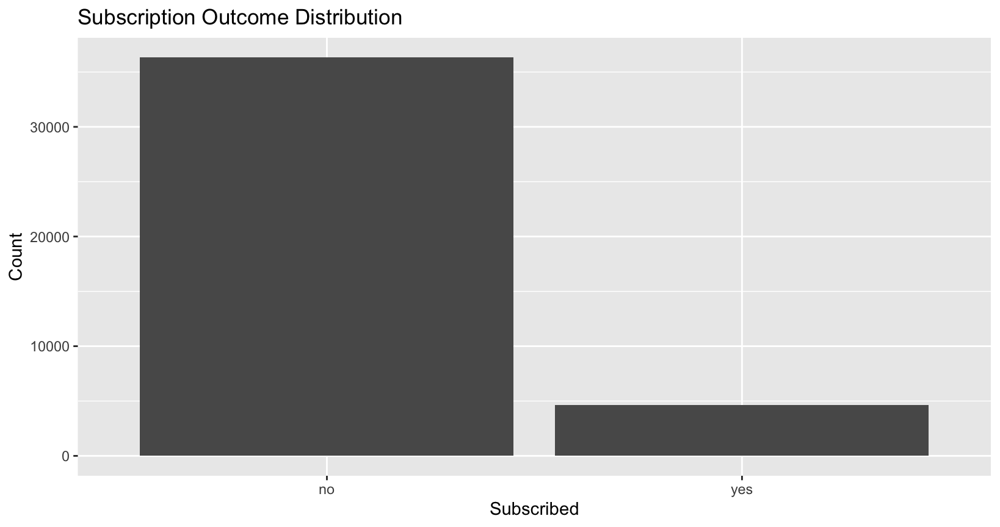 Subscription Outcome Distribution
Count
30000
20000
10000
0
no yes
Subscribed